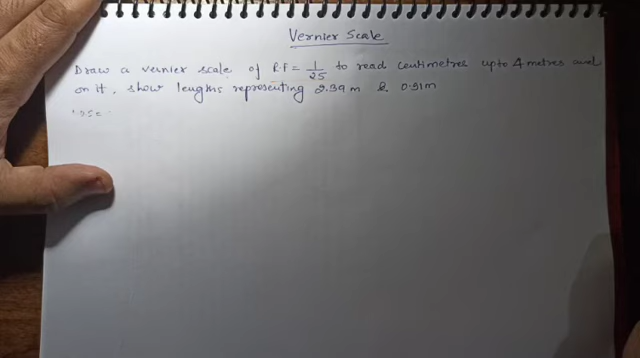 Vernier Scale
Draw a vernier scale of R.F = 1/25 to read centimetres upto 4 metres and
on it, show lengths representing 2.39 m & 0.91m